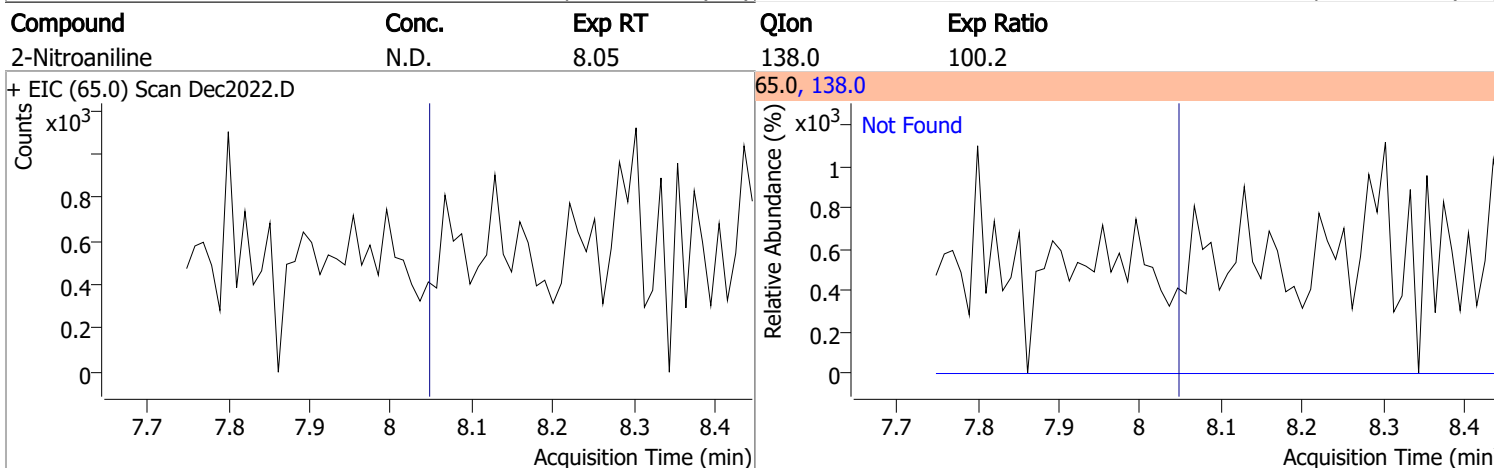 Compound Conc. Exp RT QIon Exp Ratio
2-Nitroaniline N.D. 8.05 138.0 100.2
+ EIC (65.0) Scan Dec2022.D
Counts
x103
0.8
0.6
0.4
0.2
0
7.7 7.8 7.9 8 8.1 8.2 8.3 8.4
Acquisition Time (min)
65.0, 138.0
Relative Abundance (%)
x103
Not Found
1
0.8
0.6
0.4
0.2
0
7.7 7.8 7.9 8 8.1 8.2 8.3 8.4
Acquisition Time (min)